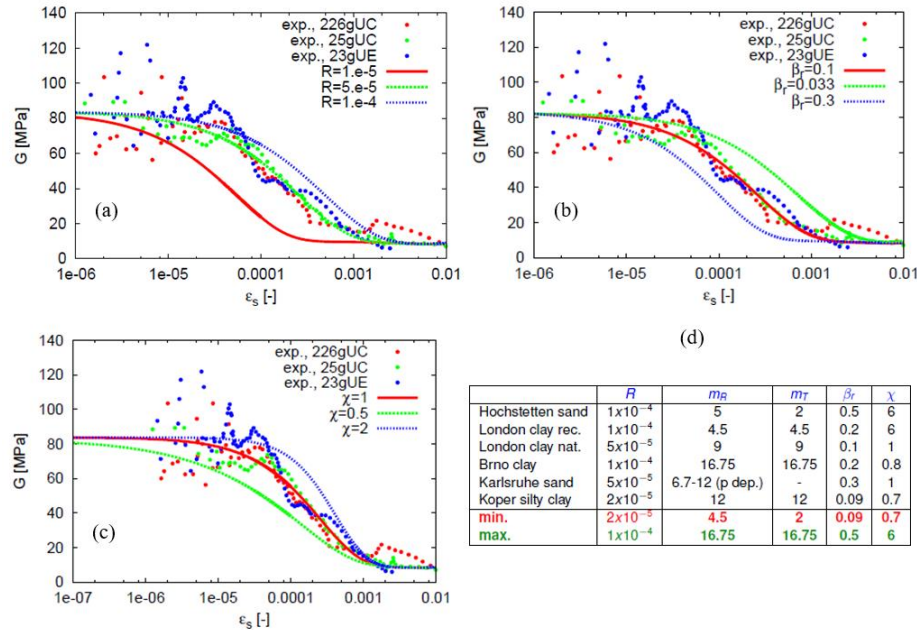 140
120
100
80
60
40
20
0
G [MPa]
exp., 226gUC
exp., 25gUC
exp., 23gUE
R=1.e-5
R=5.e-5
R=1.e-4
(a)
1e-06 1e-05 0.0001 0.001 0.01
εs [-]
140
120
100
80
60
40
20
0
G [MPa]
exp., 226gUC
exp., 25gUC
exp., 23gUE
βr=0.1
βr=0.033
βr=0.3
(b)
1e-06 1e-05 0.0001 0.001 0.01
εs [-]
140
120
100
80
60
40
20
0
G [MPa]
exp., 226gUC
exp., 25gUC
exp., 23gUE
χ=1
χ=0.5
χ=2
(c)
1e-07 1e-06 1e-05 0.0001 0.001 0.01
εs [-]
(d)
R mR mT βr χ
Hochstetten sand 1x10⁻⁴ 5 2 0.5 6
London clay rec. 1x10⁻⁴ 4.5 4.5 0.2 6
London clay nat. 5x10⁻⁵ 9 9 0.1 1
Brno clay 1x10⁻⁴ 16.75 16.75 0.2 0.8
Karlsruhe sand 5x10⁻⁵ 6.7-12 (p dep.) - 0.3 1
Koper silty clay 2x10⁻⁵ 12 12 0.09 0.7
min. 2x10⁻⁵ 4.5 2 0.09 0.7
max. 1x10⁻⁴ 16.75 16.75 0.5 6